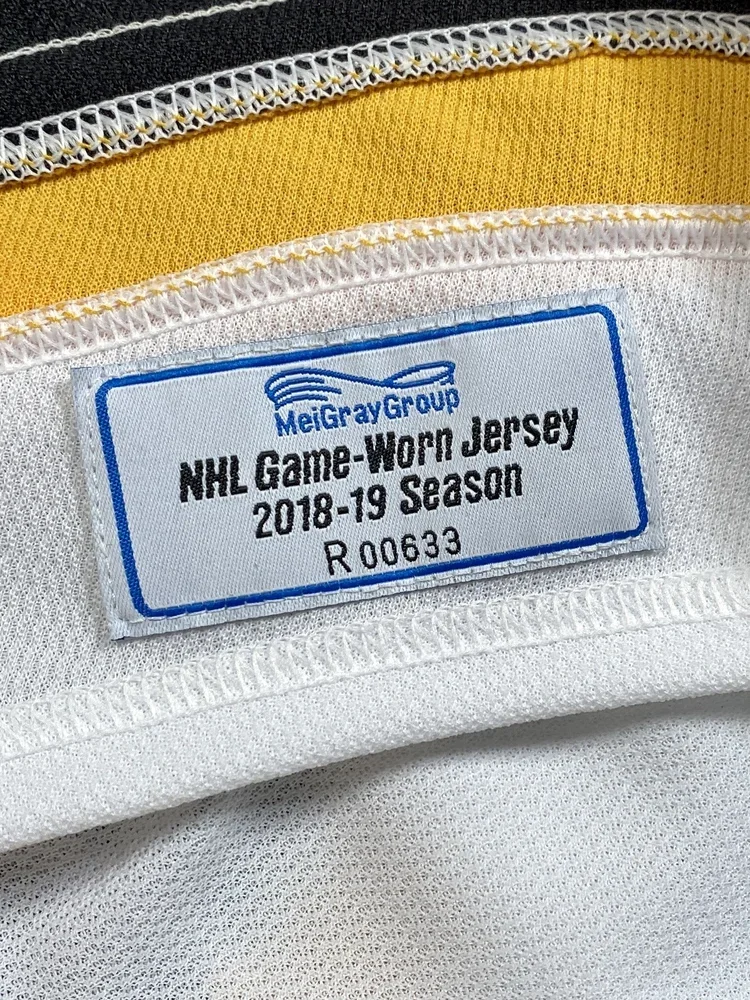 MeiGrayGroup
NHL Game-Worn Jersey
2018-19 Season
R 00633